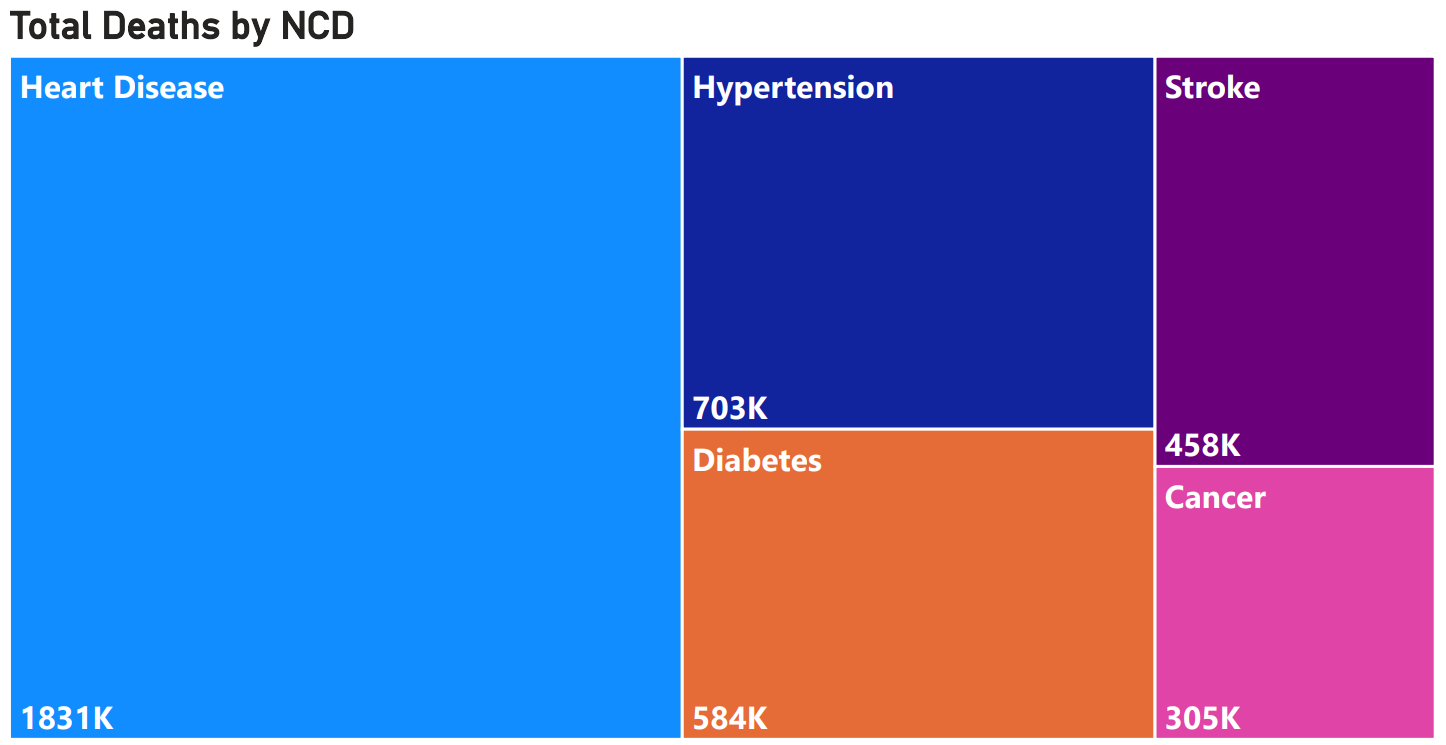 Total Deaths by NCD
Heart Disease
1831K
Hypertension
703K
Diabetes
584K
Stroke
458K
Cancer
305K